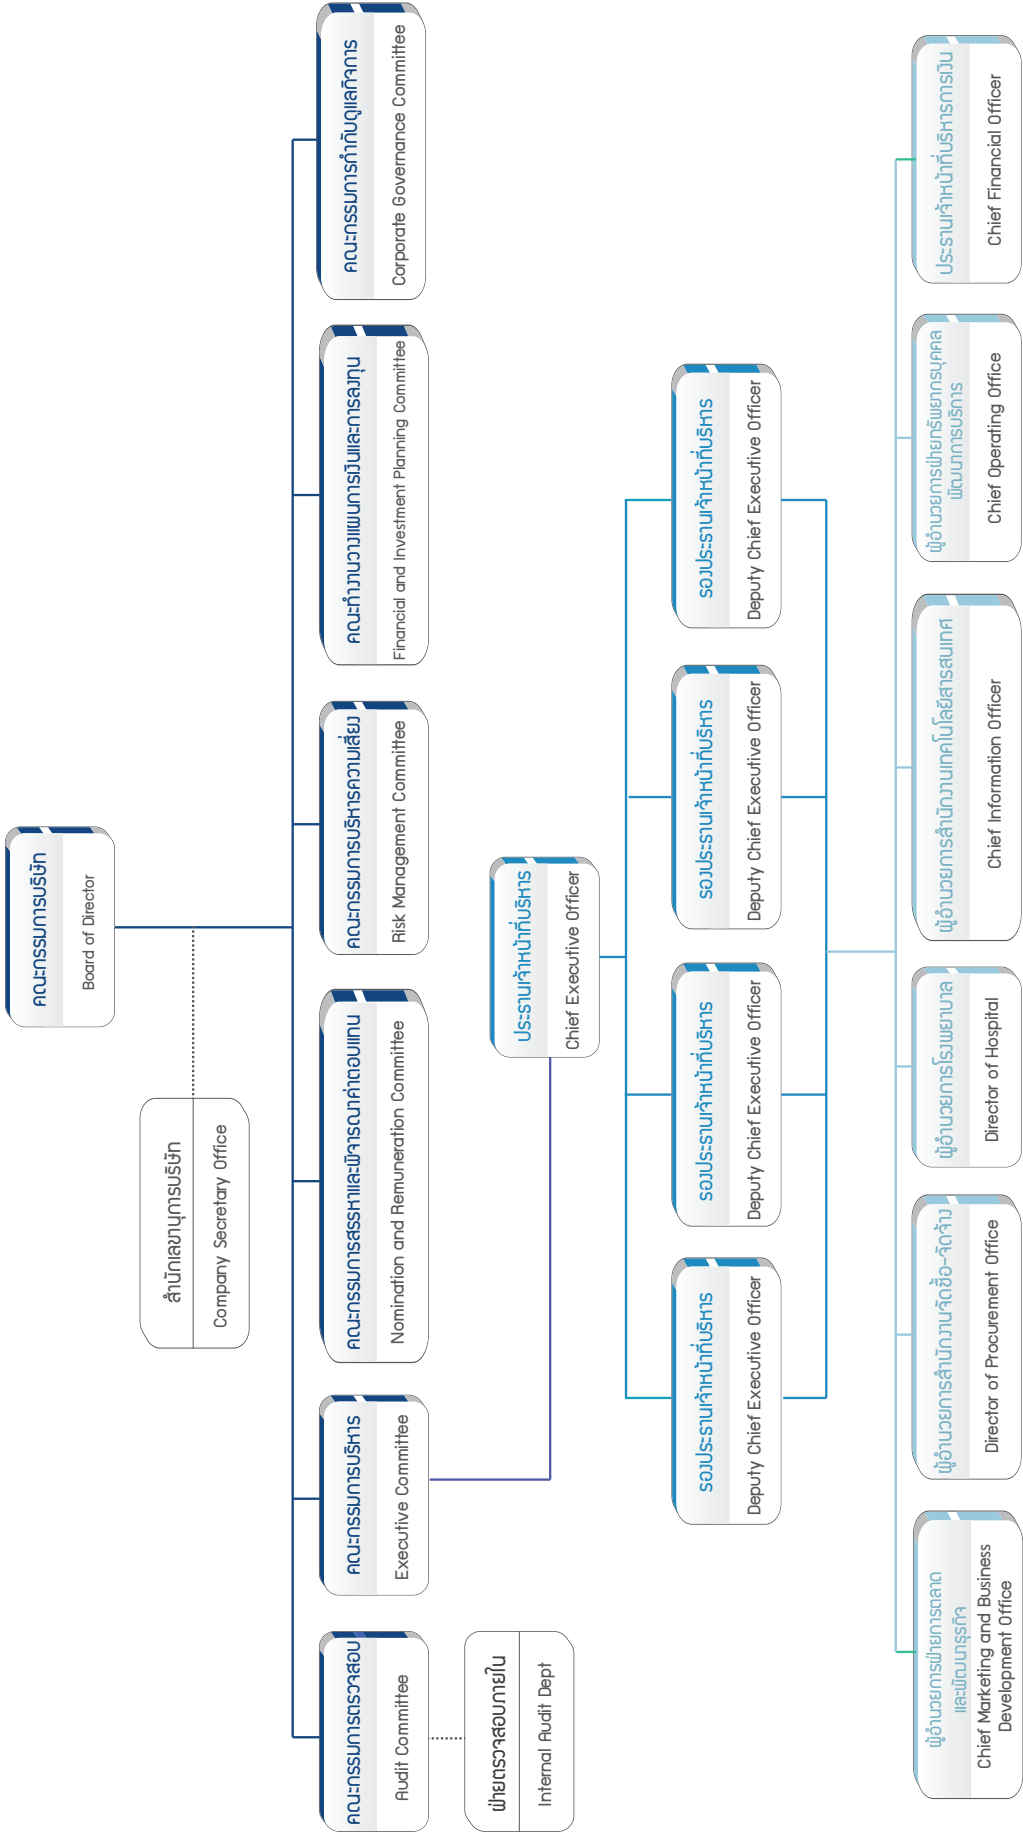 คณะกรรมการบริษัท
Board of Director
สำนักเลขานุการบริษัท
Company Secretary Office
คณะกรรมการตรวจสอบ
Audit Committee
คณะกรรมการบริหาร
Executive Committee
คณะกรรมการสรรหาและพิจารณาค่าตอบแทน
Nomination and Remuneration Committee
คณะกรรมการบริหารความเสี่ยง
Risk Management Committee
คณะทำงานวางแผนการเงินและการลงทุน
Financial and Investment Planning Committee
คณะกรรมการกำกับดูแลกิจการ
Corporate Governance Committee
ฝ่ายตรวจสอบภายใน
Internal Audit Dept
ประธานเจ้าหน้าที่บริหาร
Chief Executive Officer
รองประธานเจ้าหน้าที่บริหาร
Deputy Chief Executive Officer
รองประธานเจ้าหน้าที่บริหาร
Deputy Chief Executive Officer
รองประธานเจ้าหน้าที่บริหาร
Deputy Chief Executive Officer
รองประธานเจ้าหน้าที่บริหาร
Deputy Chief Executive Officer
ผู้อำนวยการฝ่ายการตลาด
และพัฒนาธุรกิจ
Chief Marketing and Business
Development Office
ผู้อำนวยการสำนักงานจัดซื้อ-จัดจ้าง
Director of Procurement Office
ผู้อำนวยการโรงพยาบาล
Director of Hospital
ผู้อำนวยการสำนักงานเทคโนโลยีสารสนเทศ
Chief Information Officer
ผู้อำนวยการฝ่ายทรัพยากรบุคคล
พัฒนาการบริการ
Chief Operating Office
ประธานเจ้าหน้าที่บริหารการเงิน
Chief Financial Officer